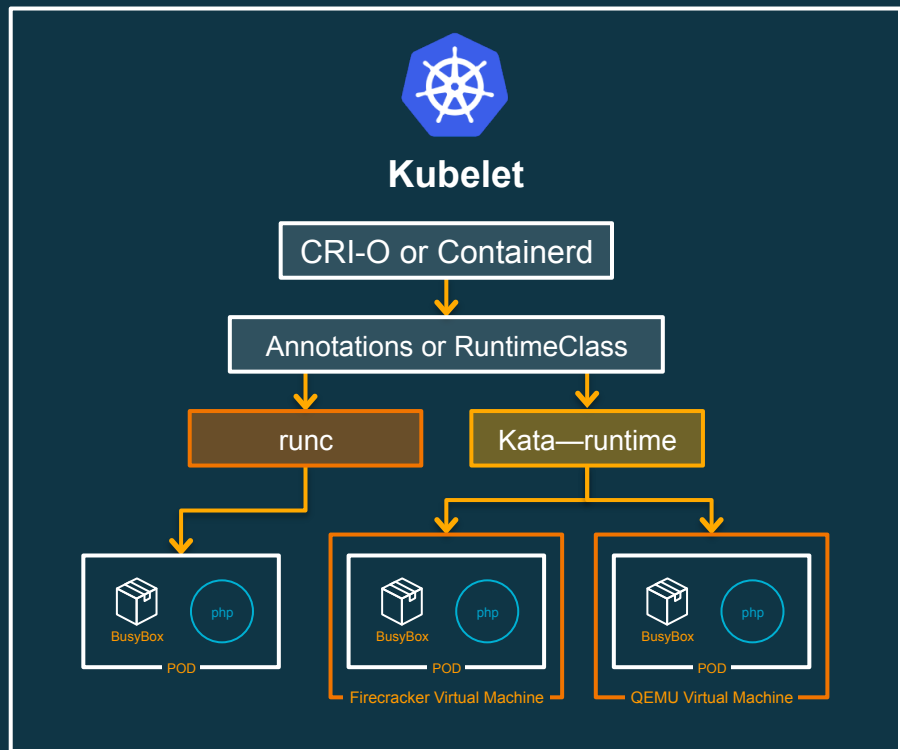 Kubelet
CRI-O or Containerd
Annotations or RuntimeClass
runc
Kata—runtime
BusyBox
php
POD
BusyBox
php
POD
Firecracker Virtual Machine
BusyBox
php
POD
QEMU Virtual Machine